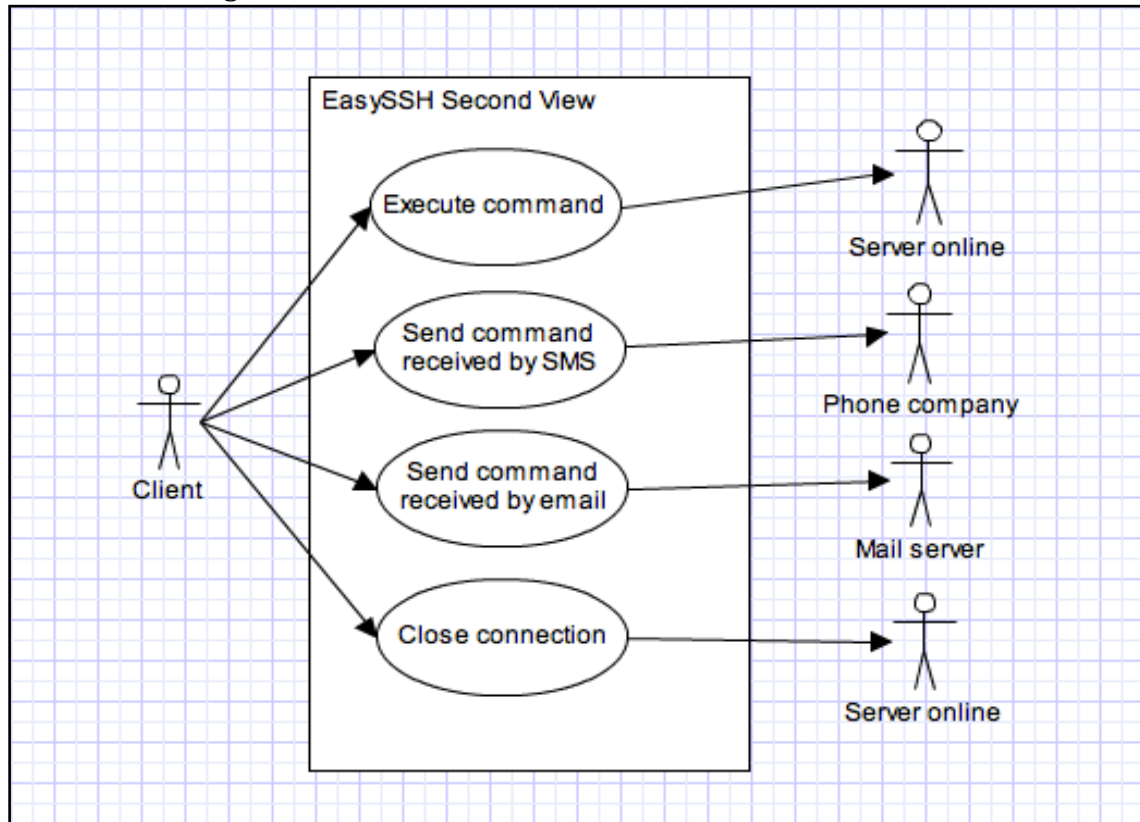 EasySSH Second View
Execute command
Server online
Send command
received by SMS
Phone company
Client
Send command
received by email
Mail server
Close connection
Server online